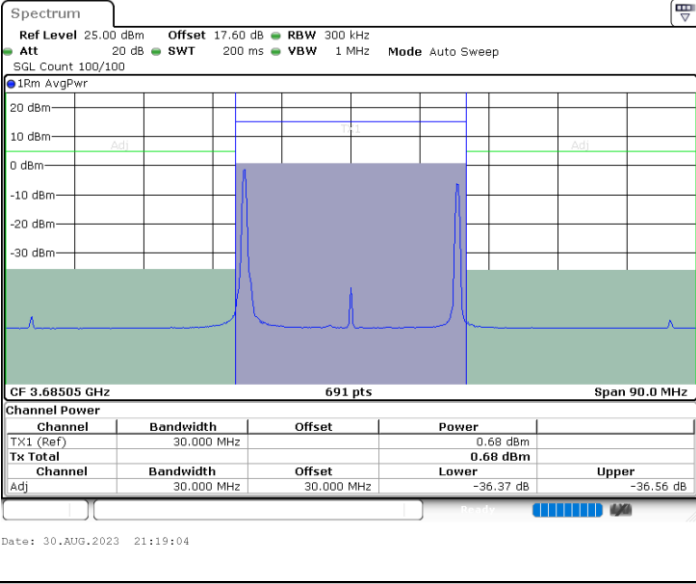 Spectrum
Ref Level 25.00 dBm Offset 17.60 dB RBW 300 kHz
Att 20 dB SWT 200 ms VBW 1 MHz Mode Auto Sweep
SGL Count 100/100
1Rm AvgPwr
20 dBm
TX1
10 dBm
Adj Adj
0 dBm
-10 dBm
-20 dBm
-30 dBm
CF 3.68505 GHz 691 pts Span 90.0 MHz
Channel Power
Channel Bandwidth Offset Power
TX1 (Ref) 30.000 MHz 0.68 dBm
Tx Total 0.68 dBm
Channel Bandwidth Offset Lower Upper
Adj 30.000 MHz 30.000 MHz -36.37 dB -36.56 dB
Ready
Date: 30.AUG.2023 21:19:04